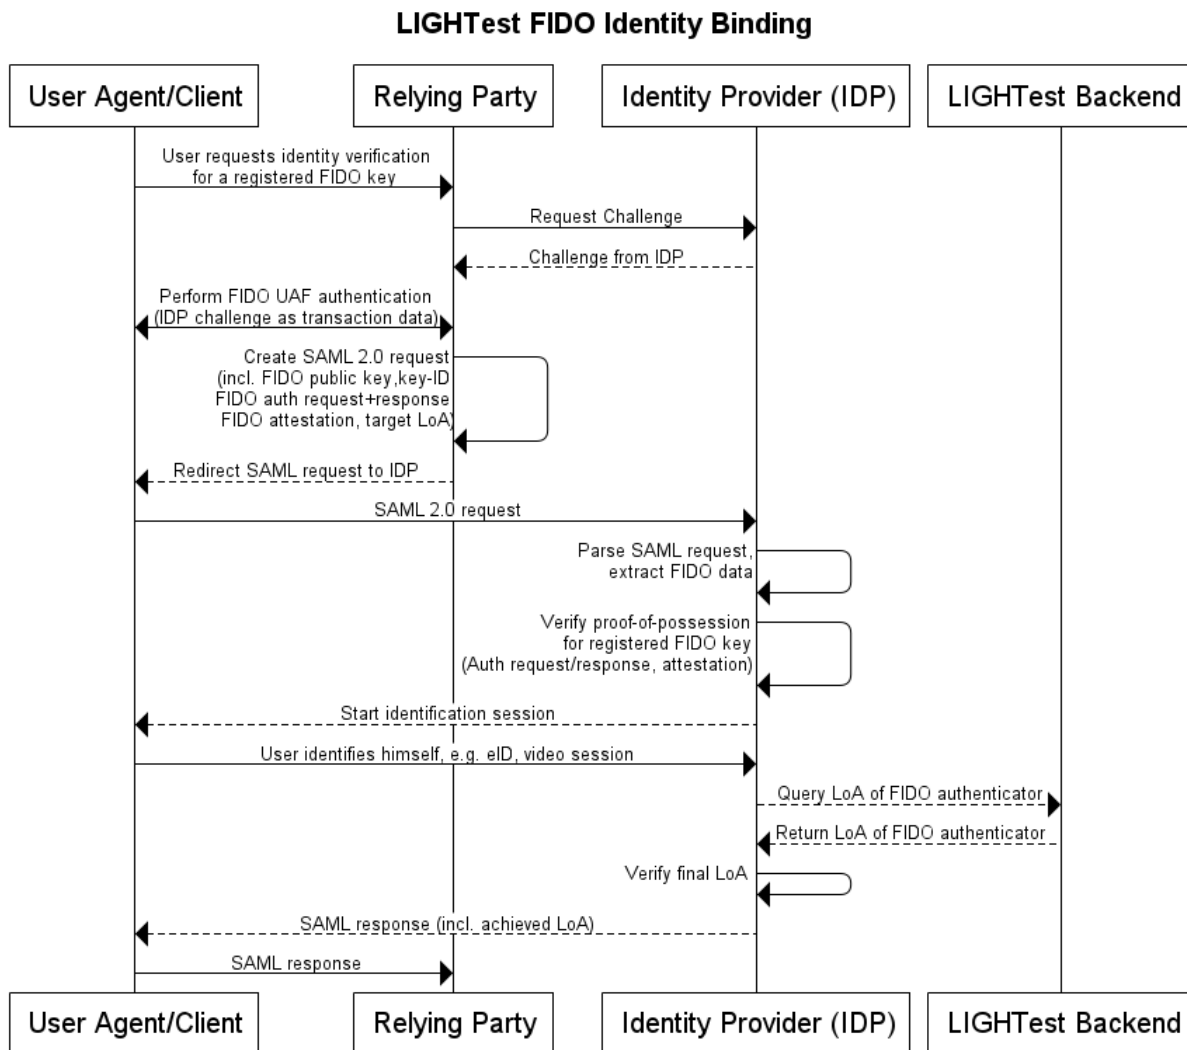 LIGHTest FIDO Identity Binding
User Agent/Client
Relying Party
Identity Provider (IDP)
LIGHTest Backend
User requests identity verification
for a registered FIDO key
Request Challenge
Challenge from IDP
Perform FIDO UAF authentication
(IDP challenge as transaction data)
Create SAML 2.0 request
(incl. FIDO public key,key-ID
FIDO auth request+response
FIDO attestation, target LoA)
Redirect SAML request to IDP
SAML 2.0 request
Parse SAML request,
extract FIDO data
Verify proof-of-possession
for registered FIDO key
(Auth request/response, attestation)
Start identification session
User identifies himself, e.g. eID, video session
Query LoA of FIDO authenticator
Return LoA of FIDO authenticator
Verify final LoA
SAML response (incl. achieved LoA)
SAML response
User Agent/Client
Relying Party
Identity Provider (IDP)
LIGHTest Backend